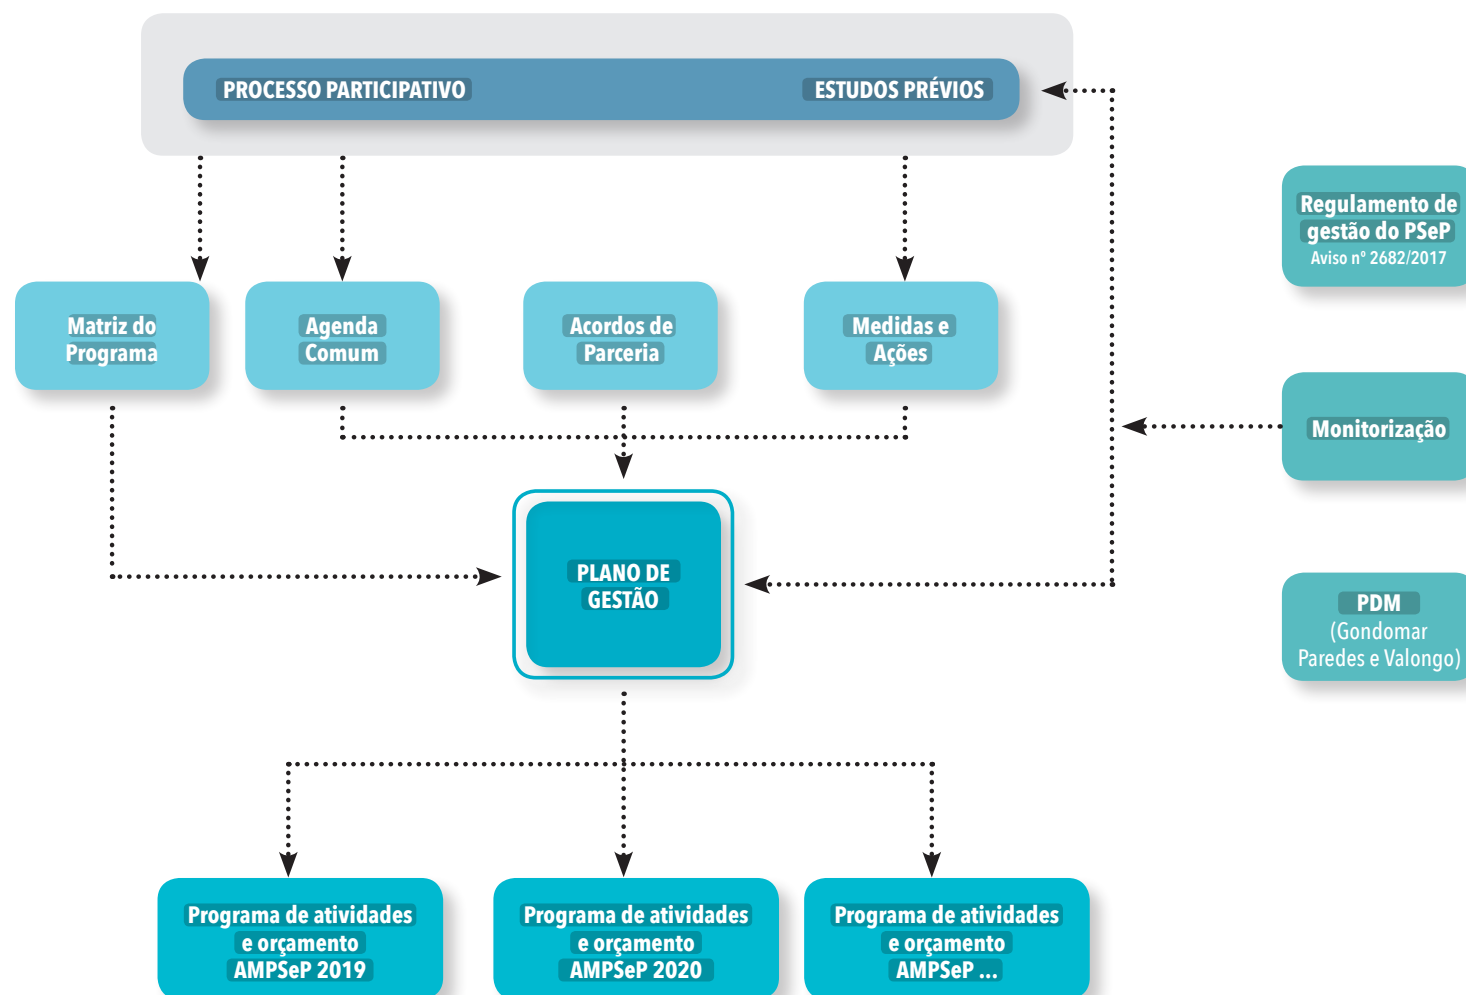 PROCESSO PARTICIPATIVO
ESTUDOS PRÉVIOS
Regulamento de
gestão do PSeP
Aviso nº 2682/2017
Matriz do
Programa
Agenda
Comum
Acordos de
Parceria
Medidas e
Ações
Monitorização
PLANO DE
GESTÃO
PDM
(Gondomar
Paredes e Valongo)
Programa de atividades
e orçamento
AMPSeP 2019
Programa de atividades
e orçamento
AMPSeP 2020
Programa de atividades
e orçamento
AMPSeP ...